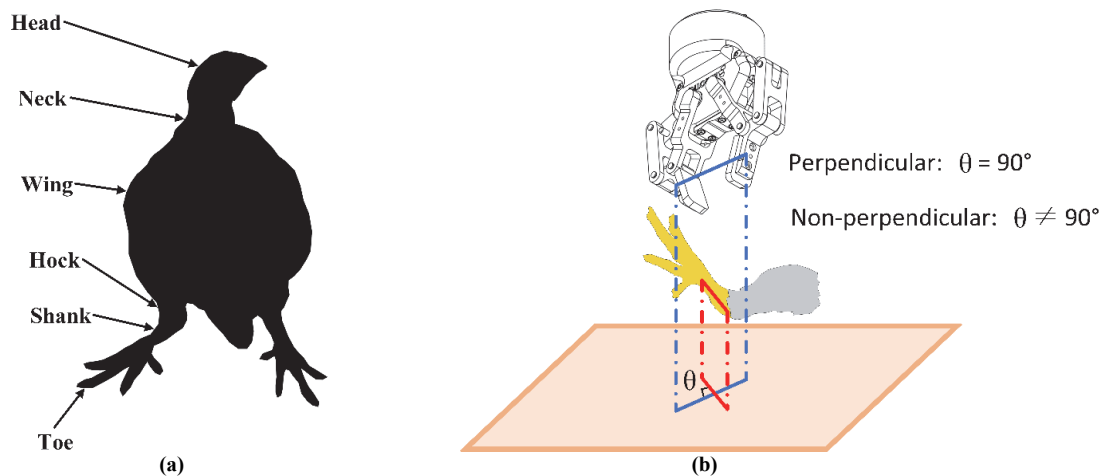 Head
Neck
Wing
Hock
Shank
Toe
(a)
Perpendicular: θ = 90°
Non-perpendicular: θ ≠ 90°
θ
(b)